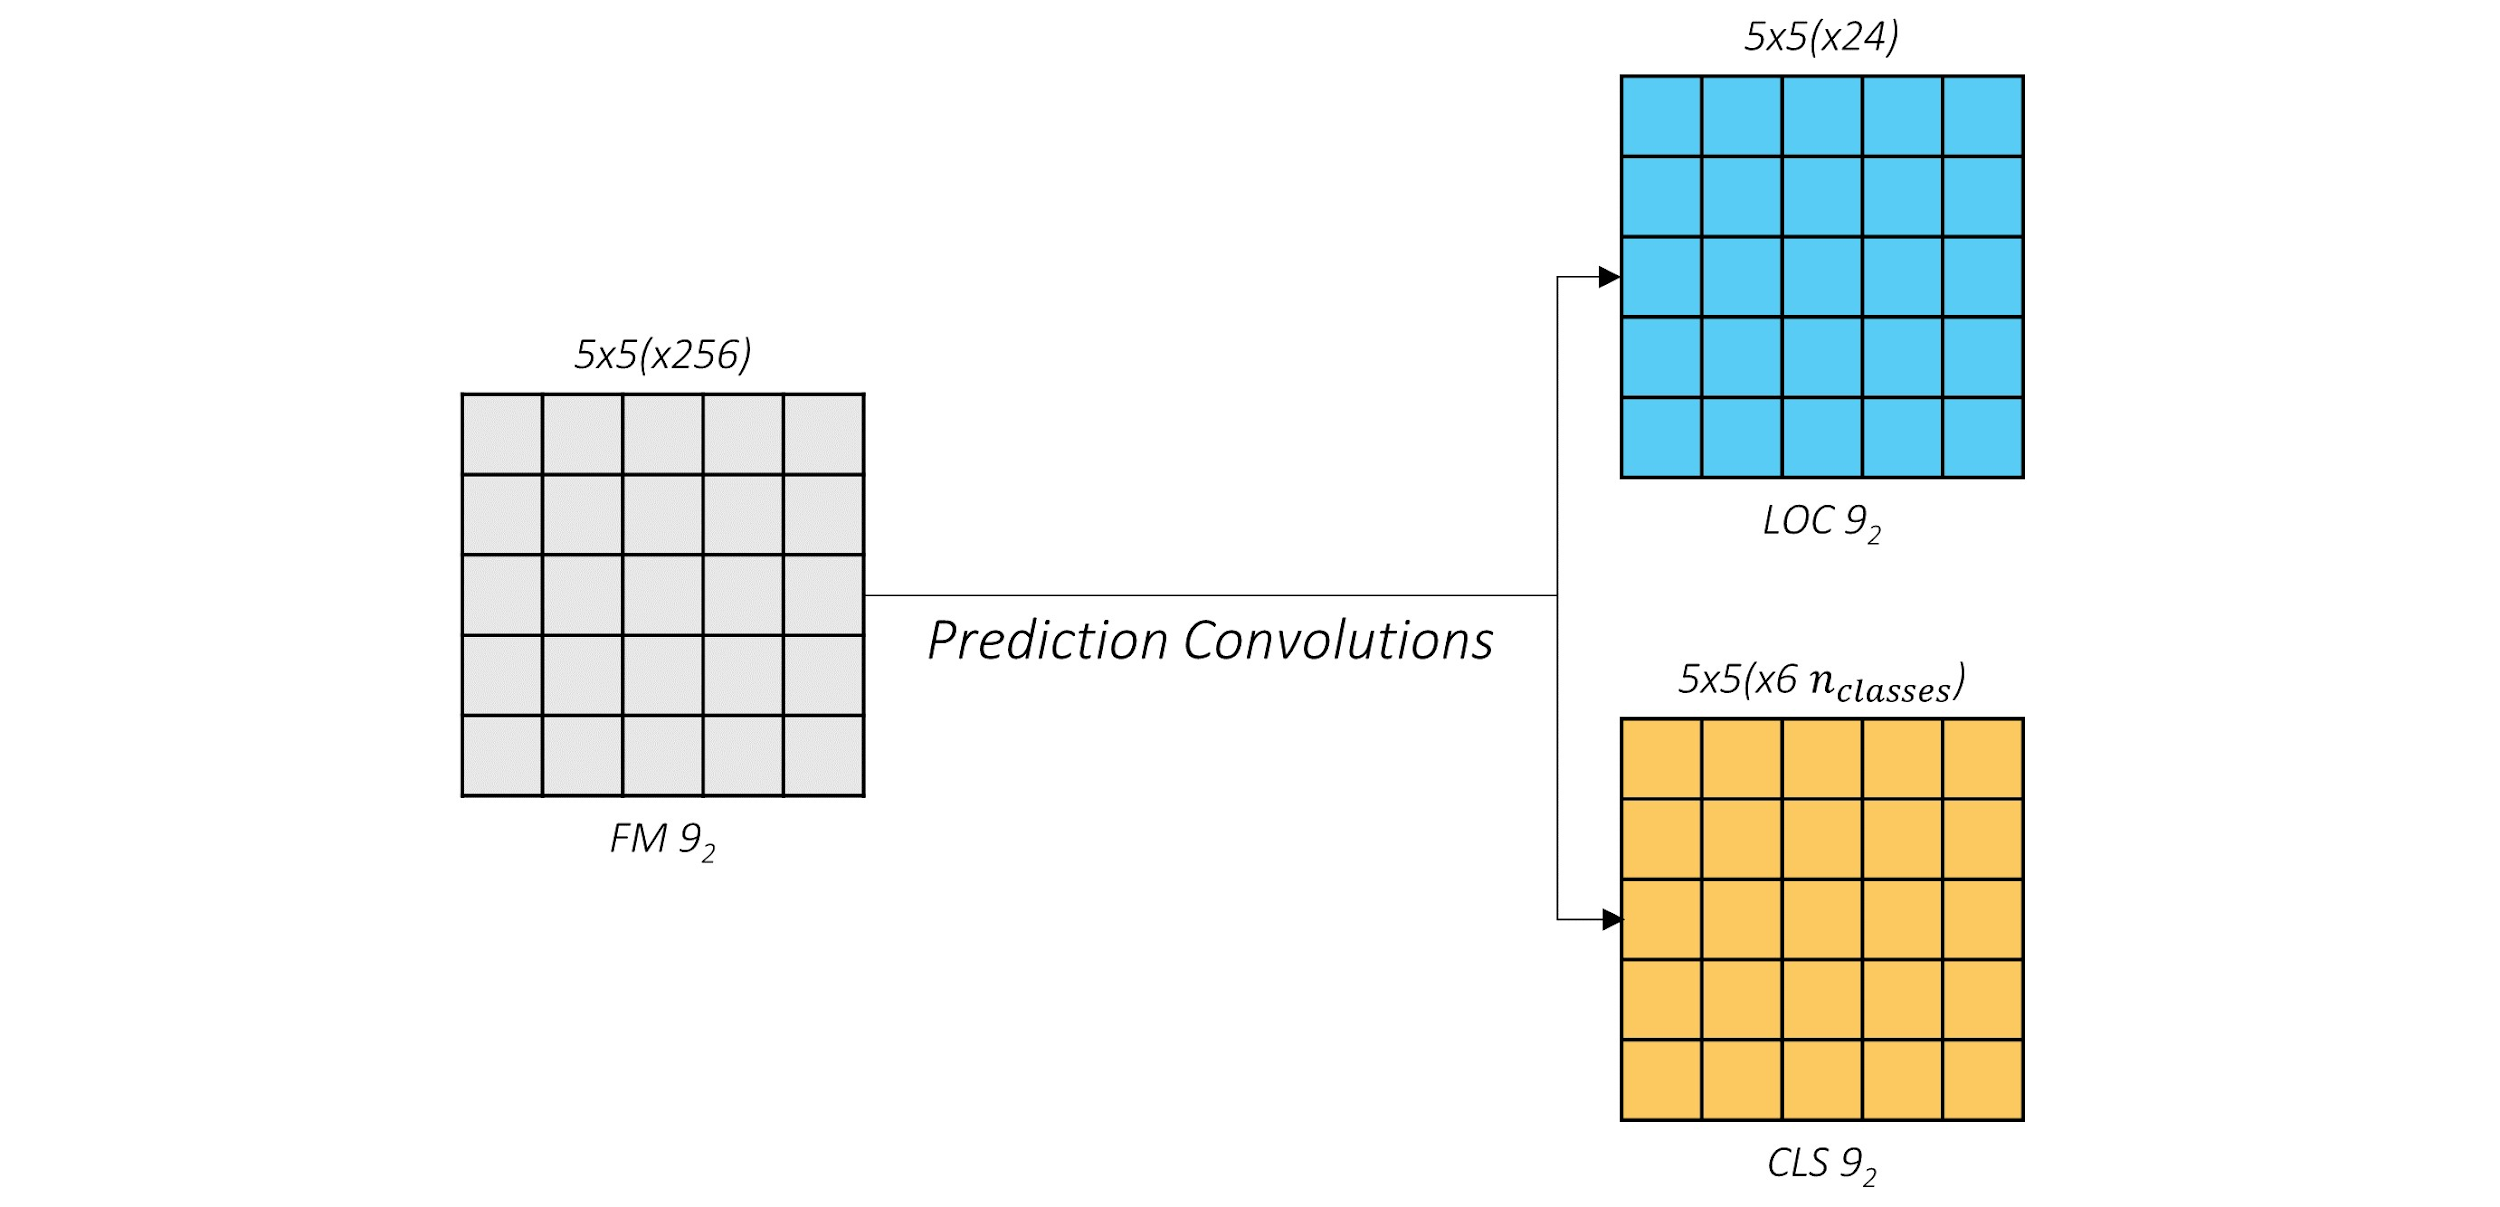 5x5(x24)
LOC 9₂
5x5(x256)
FM 9₂
Prediction Convolutions
5x5(x6 n_classes)
CLS 9₂